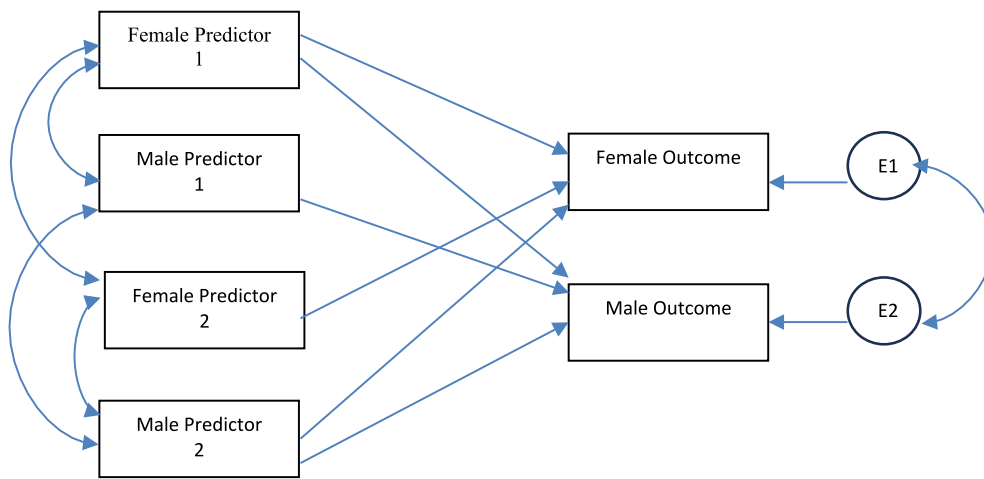 Female Predictor
1
Male Predictor
1
Female Predictor
2
Male Predictor
2
Female Outcome
Male Outcome
E1
E2